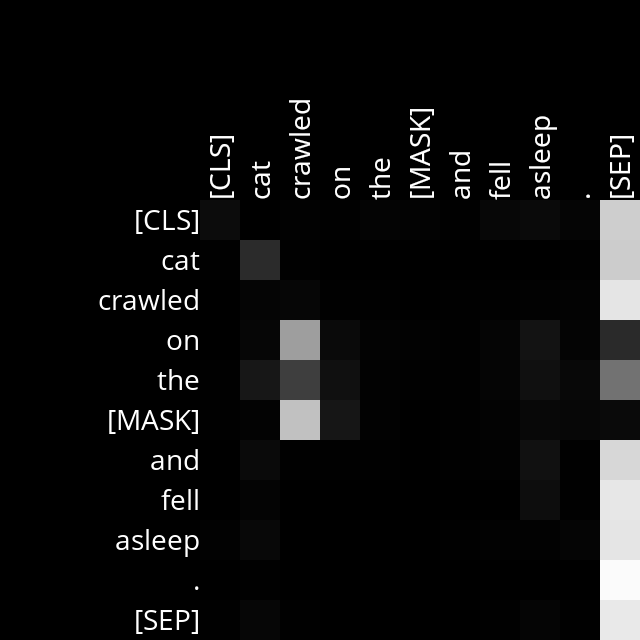 [CLS] cat crawled on the [MASK] and fell asleep . [SEP]
[CLS]
cat
crawled
on
the
[MASK]
and
fell
asleep
.
[SEP]